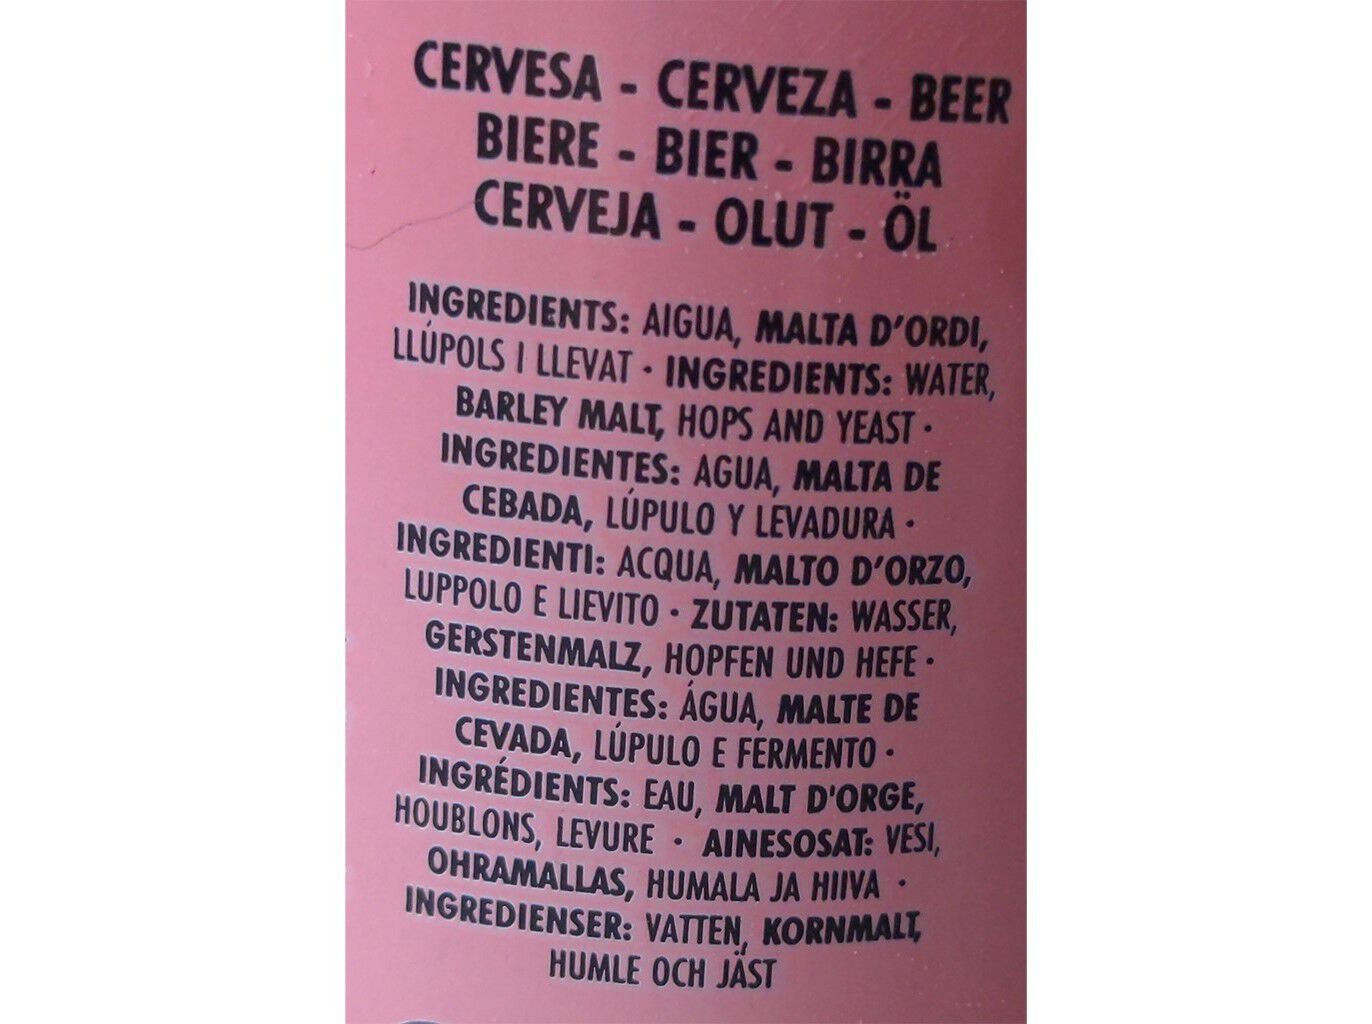 CERVESA - CERVEZA - BEER
BIERE - BIER - BIRRA
CERVEJA - OLUT - ÖL
INGREDIENTS: AIGUA, MALTA D'ORDI,
LLÚPOLS I LLEVAT · INGREDIENTS: WATER,
BARLEY MALT, HOPS AND YEAST ·
INGREDIENTES: AGUA, MALTA DE
CEBADA, LÚPULO Y LEVADURA ·
INGREDIENTI: ACQUA, MALTO D'ORZO,
LUPPOLO E LIEVITO · ZUTATEN: WASSER,
GERSTENMALZ, HOPFEN UND HEFE ·
INGREDIENTES: ÁGUA, MALTE DE
CEVADA, LÚPULO E FERMENTO ·
INGRÉDIENTS: EAU, MALT D'ORGE,
HOUBLONS, LEVURE · AINESOSAT: VESI,
OHRAMALLAS, HUMALA JA HIIVA ·
INGREDIENSER: VATTEN, KORNMALT,
HUMLE OCH JÄST